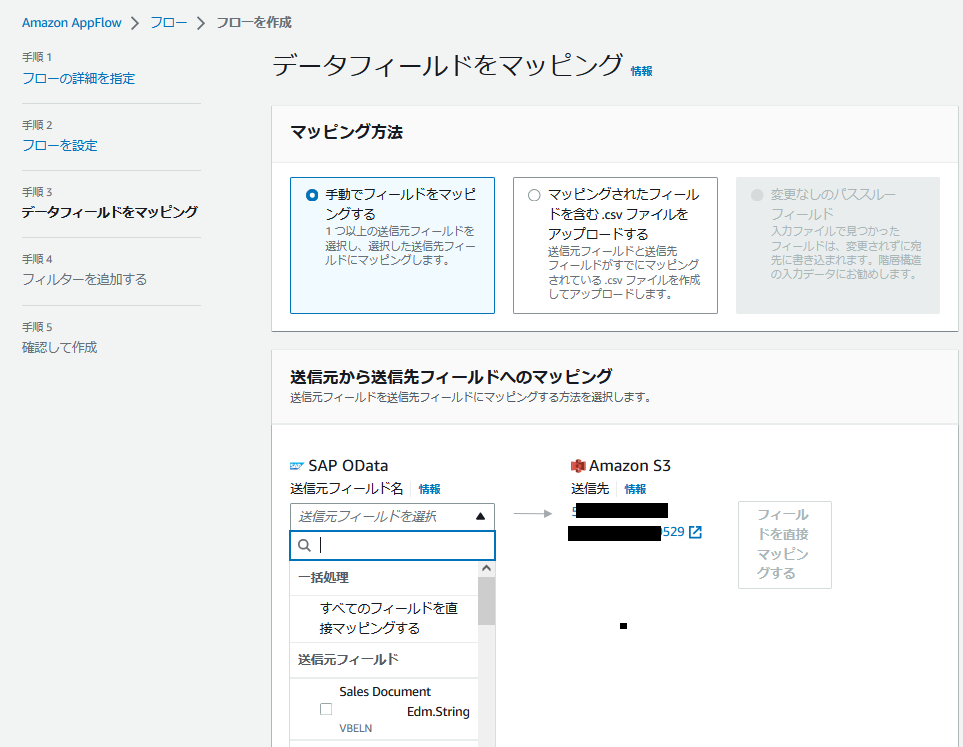 Amazon AppFlow > フロー > フローを作成
手順 1
フローの詳細を指定
手順 2
フローを設定
手順 3
データフィールドをマッピング
手順 4
フィルターを追加する
手順 5
確認して作成
データフィールドをマッピング 情報
マッピング方法
手動でフィールドをマッピ
ングする
1 つ以上の送信元フィールドを
選択し、選択した送信先フィー
ルドにマッピングします。
マッピングされたフィール
ドを含む .csv ファイルを
アップロードする
送信元フィールドと送信先
フィールドがすでにマッピング
されている .csv ファイルを作成
してアップロードします。
変更なしのパススルー
フィールド
入力ファイルで見つかった
フィールドは、変更されずに宛
先に書き込まれます。階層構造
の入力データにお勧めします。
送信元から送信先フィールドへのマッピング
送信元フィールドを送信先フィールドにマッピングする方法を選択します。
SAP SAP OData
送信元フィールド名 情報
送信元フィールドを選択
一括処理
すべてのフィールドを直
接マッピングする
送信元フィールド
Sales Document
Edm.String
VBELN
Amazon S3
送信先 情報
529
フィール
ドを直接
マッピン
グする